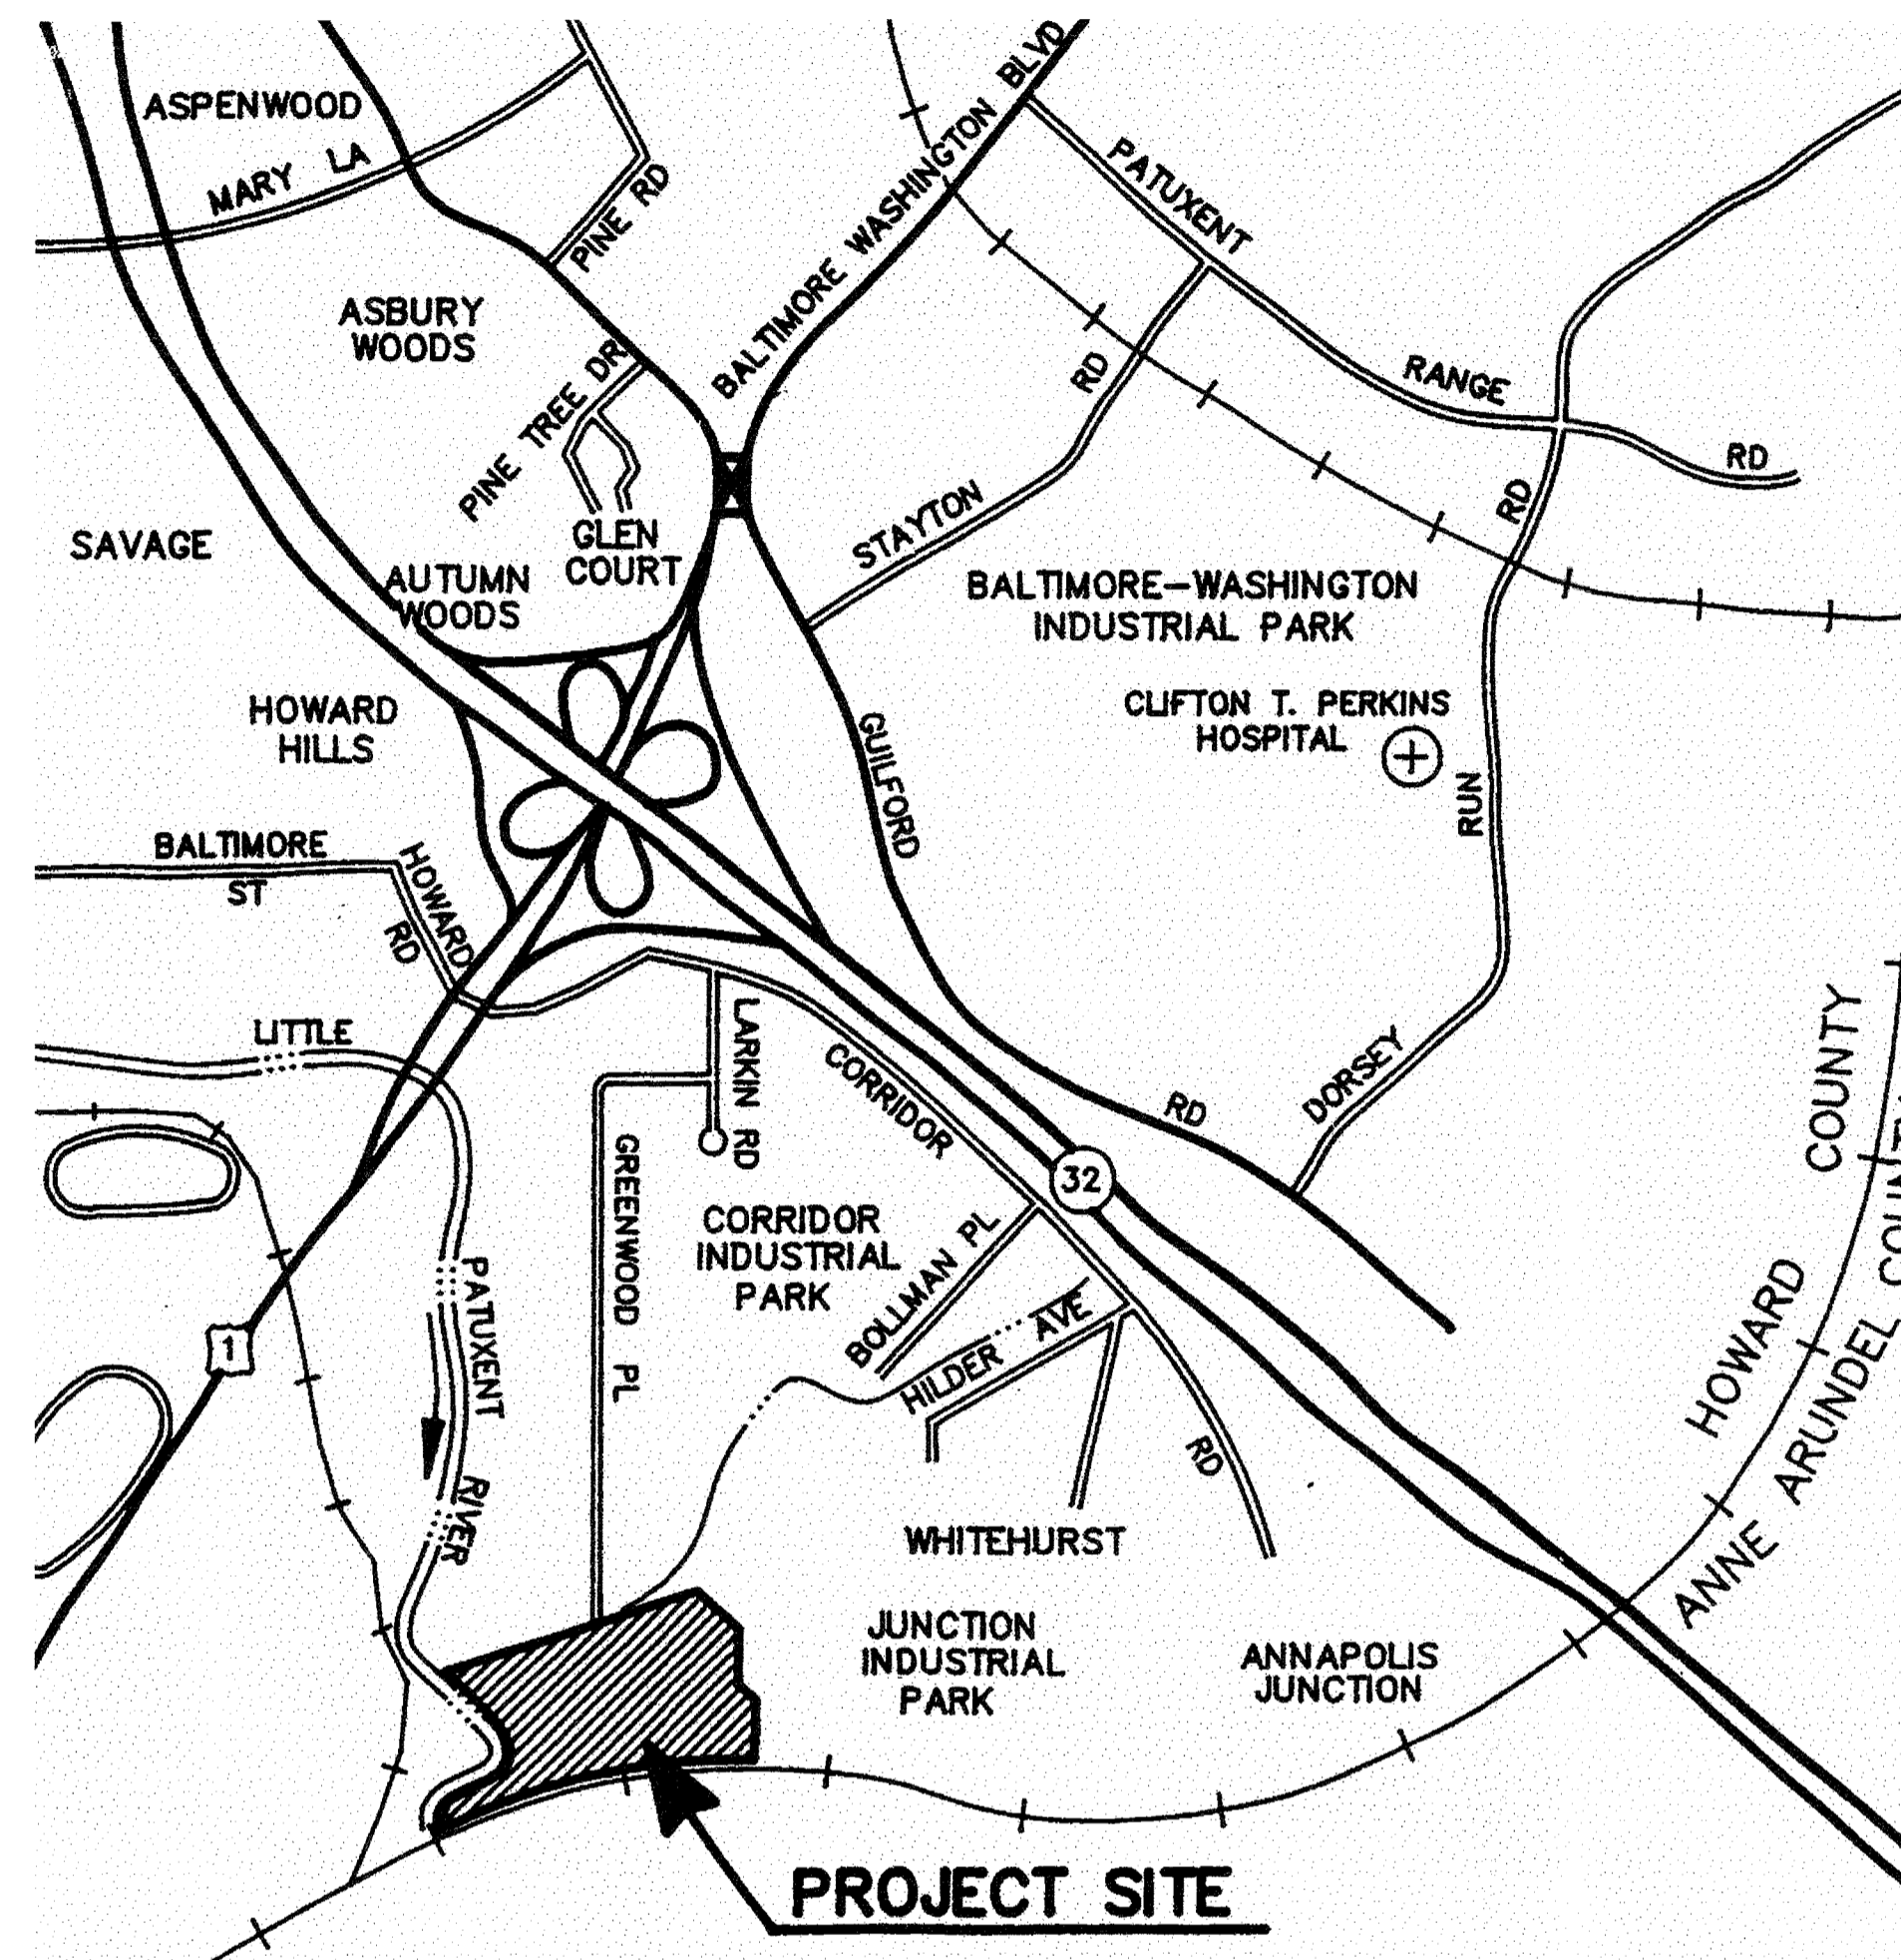 BALTIMORE WASHINGTON BLVD
ASPENWOOD
MARY LA
PINE RD
PATUXENT RANGE RD
ASBURY
WOODS
PINE TREE DR
RD
STAYTON
SAVAGE
GLEN
COURT
AUTUMN
WOODS
BALTIMORE-WASHINGTON
INDUSTRIAL PARK
CLIFTON T. PERKINS
HOSPITAL
HOWARD
HILLS
GUILFORD RD
DORSEY RUN RD
BALTIMORE
ST
HOWARD
RD
LITTLE PATUXENT RIVER
LARKIN RD
CORRIDOR RD
GREENWOOD PL
32
CORRIDOR
INDUSTRIAL
PARK
BOLLMAN PL
HILDER AVE
1
HOWARD COUNTY
ANNE ARUNDEL
WHITEHURST
JUNCTION
INDUSTRIAL
PARK
ANNAPOLIS
JUNCTION
PROJECT SITE